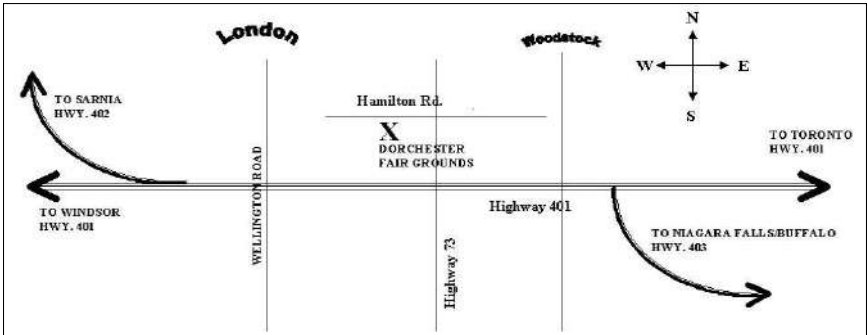 London
Woodstock
N
W
E
S
TO SARNIA
HWY. 402
Hamilton Rd.
X
DORCHESTER
FAIR GROUNDS
TO TORONTO
HWY. 401
WELLINGTON ROAD
TO WINDSOR
HWY. 401
Highway 401
Highway 73
TO NIAGARA FALLS/BUFFALO
HWY. 403